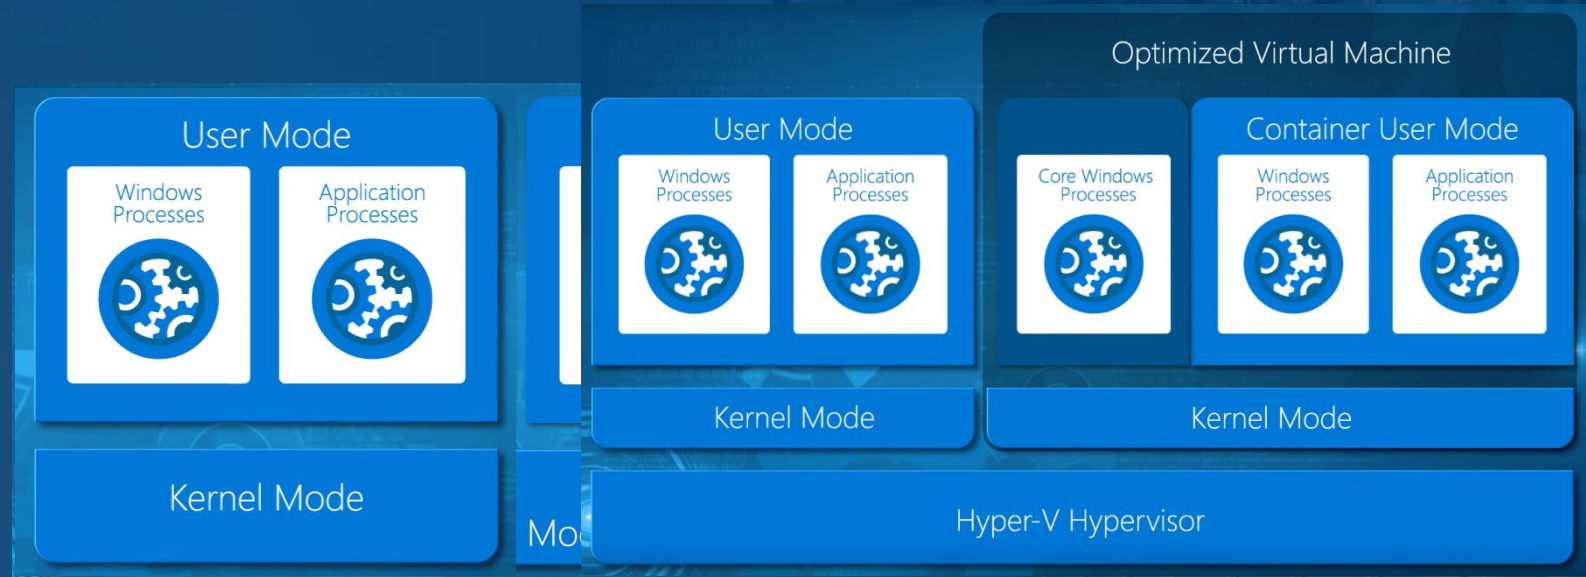 User Mode
Windows
Processes
Application
Processes
Kernel Mode
Optimized Virtual Machine
User Mode
Windows
Processes
Application
Processes
Core Windows
Processes
Container User Mode
Windows
Processes
Application
Processes
Kernel Mode
Kernel Mode
Hyper-V Hypervisor